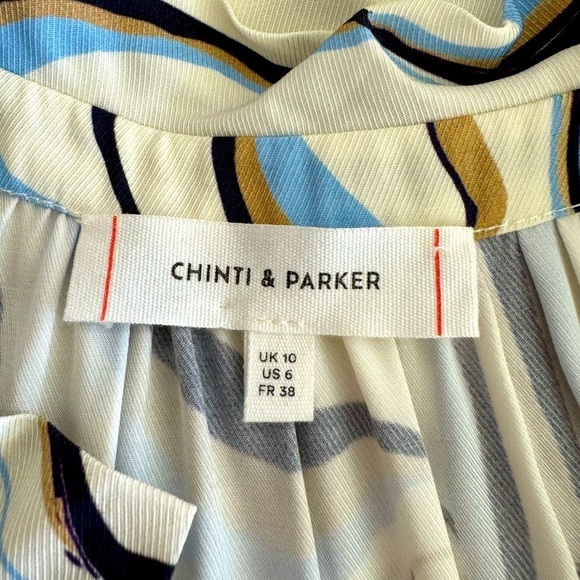 CHINTI & PARKER
UK 10
US 6
FR 38